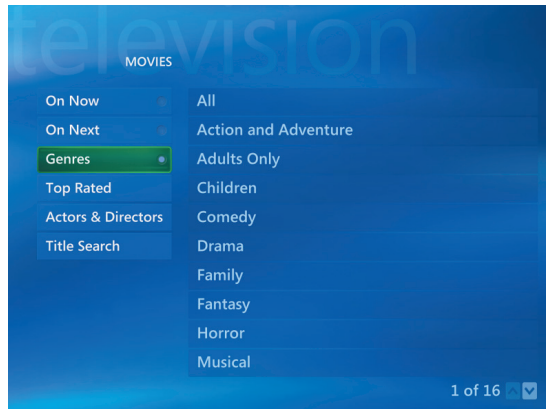 television
MOVIES
On Now
On Next
Genres
Top Rated
Actors & Directors
Title Search
All
Action and Adventure
Adults Only
Children
Comedy
Drama
Family
Fantasy
Horror
Musical
1 of 16